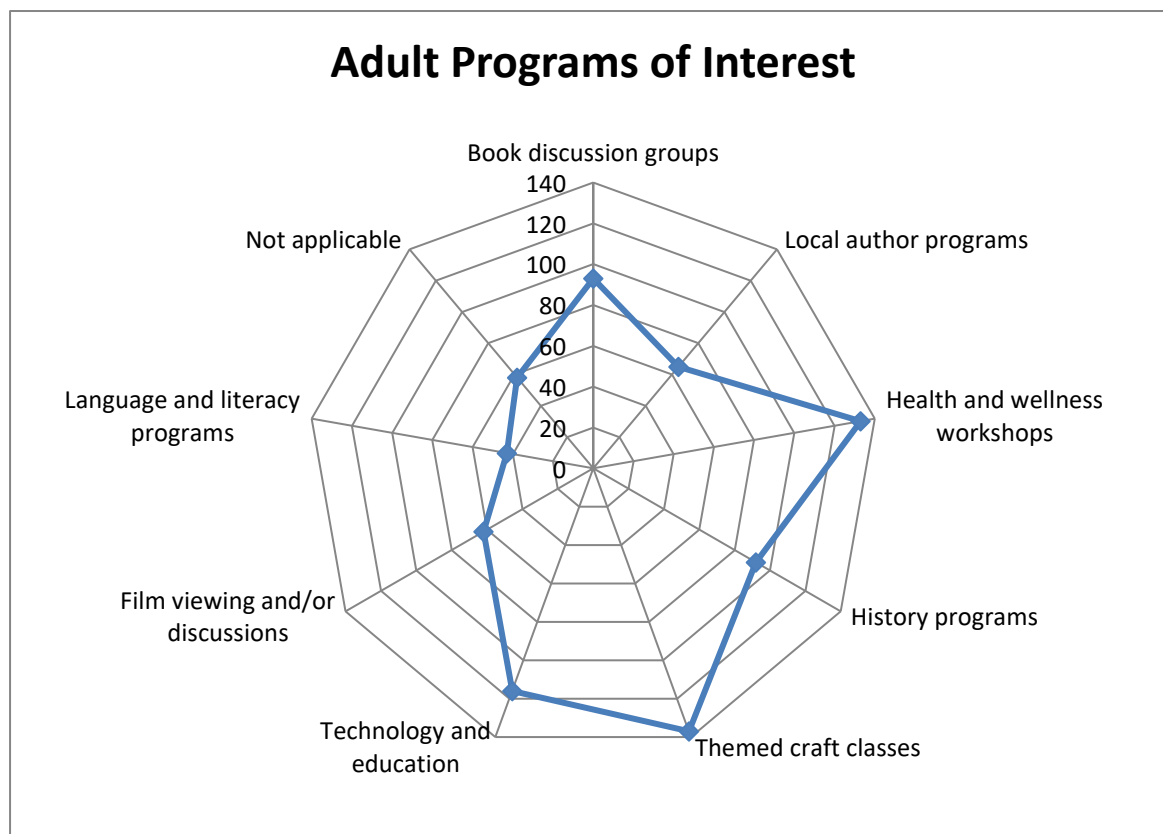 Adult Programs of Interest
Book discussion groups
140
120
100
80
60
40
20
0
Local author programs
Health and wellness
workshops
History programs
Themed craft classes
Technology and
education
Film viewing and/or
discussions
Language and literacy
programs
Not applicable